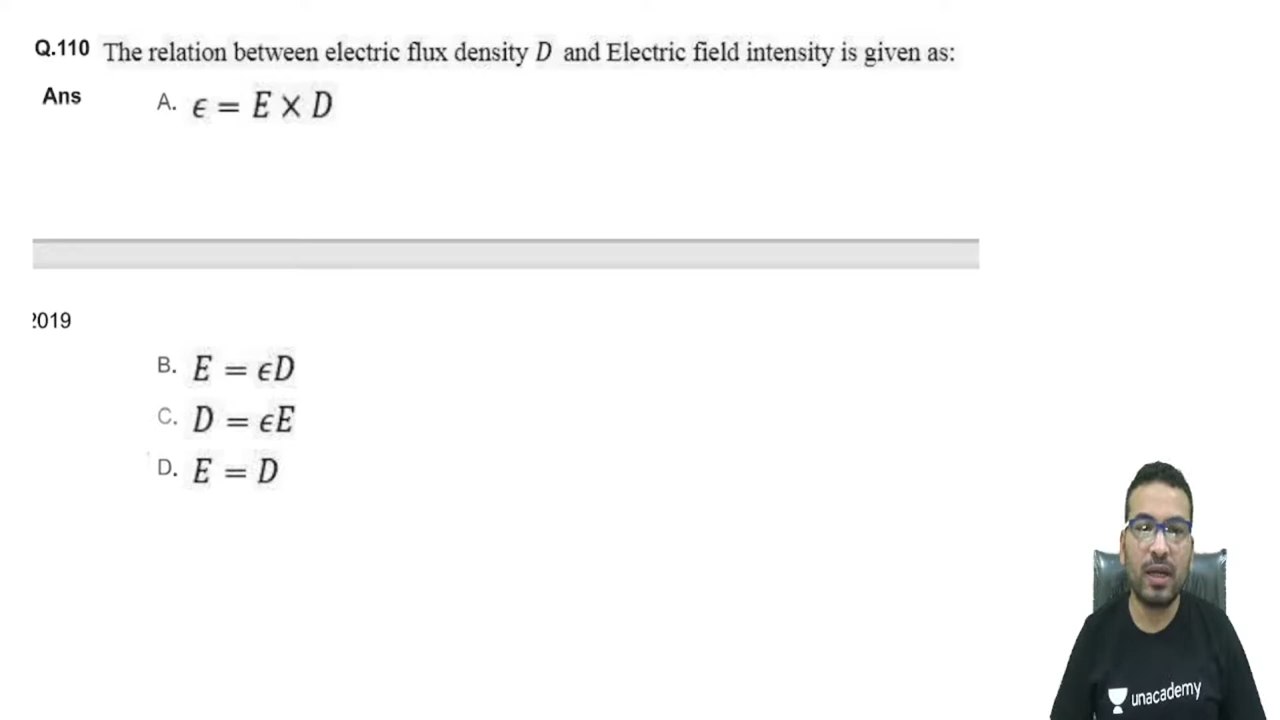 Q.110 The relation between electric flux density D and Electric field intensity is given as:
Ans A. ϵ = E × D
2019
B. E = ϵD
C. D = ϵE
D. E = D
unacademy